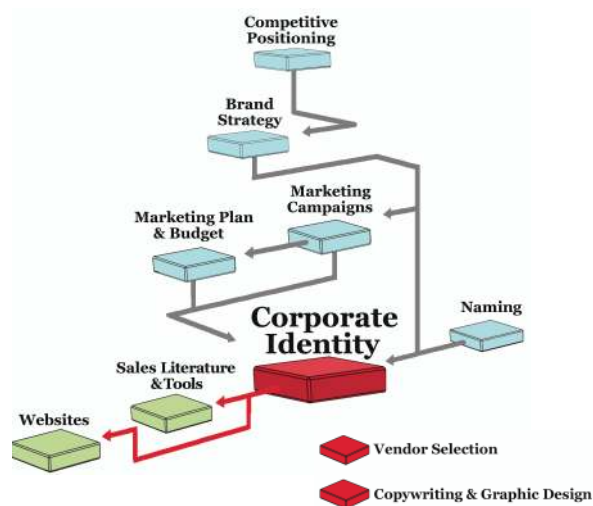 Competitive
Positioning
Brand
Strategy
Marketing
Campaigns
Marketing Plan
& Budget
Naming
Corporate
Identity
Sales Literature
&Tools
Websites
Vendor Selection
Copywriting & Graphic Design